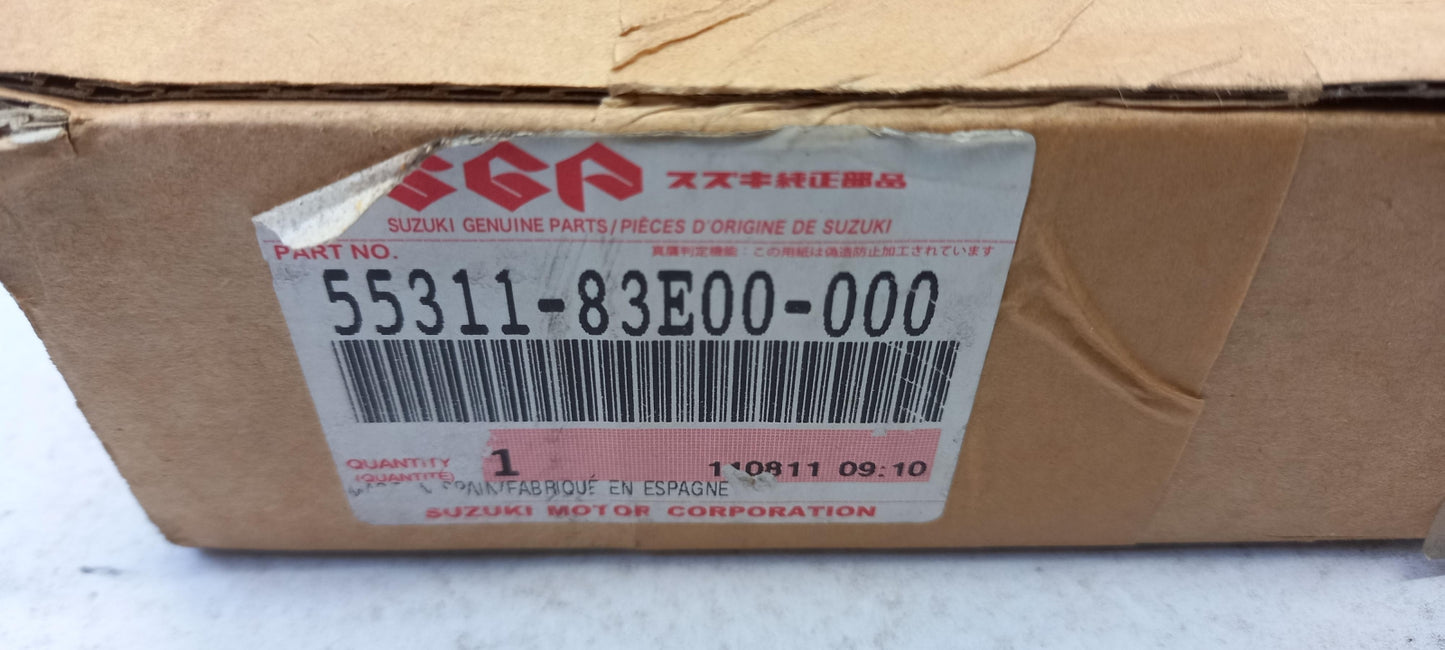 SGP スズキ純正部品
SUZUKI GENUINE PARTS/PIÈCES D'ORIGINE DE SUZUKI
PART NO. 真贋判定機能：この用紙は偽造防止加工されています
55311-83E00-000
QUANTITY 1 110811 09:10
(QUANTITÉ)
SPAIN/FABRIQUÉ EN ESPAGNE
SUZUKI MOTOR CORPORATION